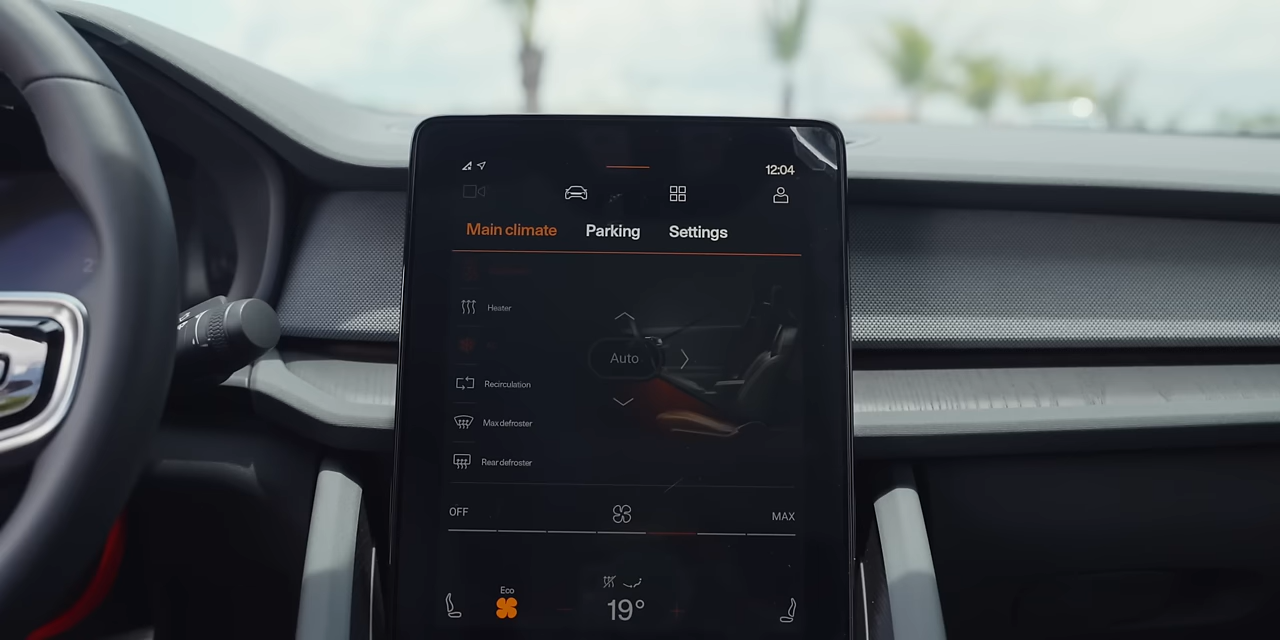 12:04
Main climate Parking Settings
Heater
Auto
Recirculation
Max defroster
Rear defroster
OFF MAX
Eco
19°